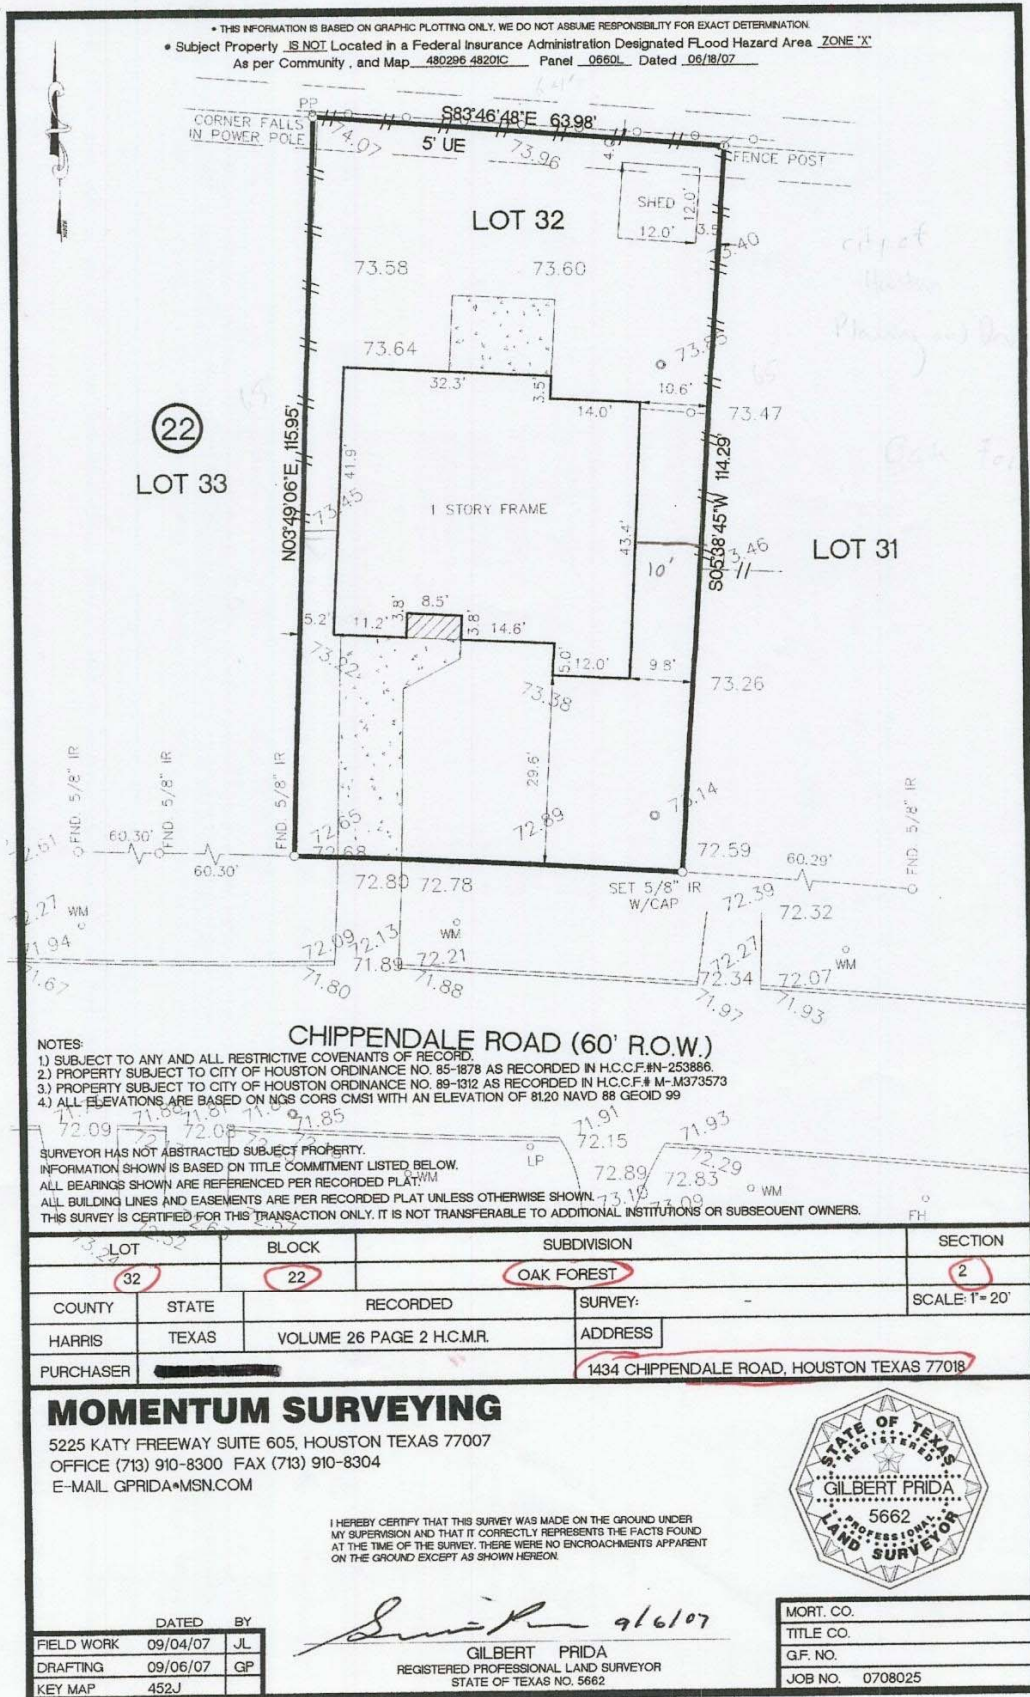 • THIS INFORMATION IS BASED ON GRAPHIC PLOTTING ONLY, WE DO NOT ASSUME RESPONSIBILITY FOR EXACT DETERMINATION.
• Subject Property IS NOT Located in a Federal Insurance Administration Designated FLood Hazard Area ZONE "X"
As per Community, and Map 480296 48201C Panel 0660L Dated 06/18/07
PP
CORNER FALLS
IN POWER POLE
S83°46'48"E 63.98'
74.07
5' UE
73.96
FENCE POST
SHED
12.0'
12.0'
LOT 32
73.58
73.60
city of
73.64
32.3'
3.5'
14.0'
10.6'
73.47
22
LOT 33
N03°49'06"E 115.95'
41.9'
73.45
1 STORY FRAME
43.4'
10'
S05°38'45"W 114.29'
LOT 31
5.2'
11.2'
3.8'
8.5'
3.8'
14.6'
5.0'
12.0'
9.8'
73.22
73.38
73.26
29.6'
FND. 5/8" IR
FND 5/8" IR
FND. 5/8" IR
FND. 5/8" IR
60.30'
60.30'
72.65
72.68
72.89
72.59
60.29'
72.80
72.78
SET 5/8" IR
W/CAP
72.39
72.32
WM
71.94
71.67
72.09
72.13
WM
71.89
72.21
71.80
71.88
72.27
72.34
71.97
72.07
WM
71.93
CHIPPENDALE ROAD (60' R.O.W.)
NOTES:
1.) SUBJECT TO ANY AND ALL RESTRICTIVE COVENANTS OF RECORD.
2.) PROPERTY SUBJECT TO CITY OF HOUSTON ORDINANCE NO. 85-1878 AS RECORDED IN H.C.C.F.#N-253886.
3.) PROPERTY SUBJECT TO CITY OF HOUSTON ORDINANCE NO. 89-1312 AS RECORDED IN H.C.C.F.# M-M373573
4.) ALL ELEVATIONS ARE BASED ON NGS CORS CMS1 WITH AN ELEVATION OF 81.20 NAVD 88 GEOID 99
71.85
71.91
71.93
72.09
72.08
72.15
SURVEYOR HAS NOT ABSTRACTED SUBJECT PROPERTY.
INFORMATION SHOWN IS BASED ON TITLE COMMITMENT LISTED BELOW.
LP
72.29
ALL BEARINGS SHOWN ARE REFERENCED PER RECORDED PLAT.
WM
72.89
72.83
WM
ALL BUILDING LINES AND EASEMENTS ARE PER RECORDED PLAT UNLESS OTHERWISE SHOWN.
73.10
73.09
THIS SURVEY IS CERTIFIED FOR THIS TRANSACTION ONLY, IT IS NOT TRANSFERABLE TO ADDITIONAL INSTITUTIONS OR SUBSEQUENT OWNERS.
FH
LOT BLOCK SUBDIVISION SECTION
32 22 OAK FOREST 2
COUNTY STATE RECORDED SURVEY: - SCALE: 1"= 20'
HARRIS TEXAS VOLUME 26 PAGE 2 H.C.M.R. ADDRESS
PURCHASER 1434 CHIPPENDALE ROAD, HOUSTON TEXAS 77018
MOMENTUM SURVEYING
5225 KATY FREEWAY SUITE 605, HOUSTON TEXAS 77007
OFFICE (713) 910-8300 FAX (713) 910-8304
E-MAIL GPRIDA•MSN.COM
STATE OF TEXAS
REGISTERED
GILBERT PRIDA
5662
PROFESSIONAL
LAND SURVEYOR
I HEREBY CERTIFY THAT THIS SURVEY WAS MADE ON THE GROUND UNDER
MY SUPERVISION AND THAT IT CORRECTLY REPRESENTS THE FACTS FOUND
AT THE TIME OF THE SURVEY. THERE WERE NO ENCROACHMENTS APPARENT
ON THE GROUND EXCEPT AS SHOWN HEREON.
9/6/07
GILBERT PRIDA
REGISTERED PROFESSIONAL LAND SURVEYOR
STATE OF TEXAS NO. 5662
DATED BY
FIELD WORK 09/04/07 JL
DRAFTING 09/06/07 GP
KEY MAP 452J
MORT. CO.
TITLE CO.
G.F. NO.
JOB NO. 0708025